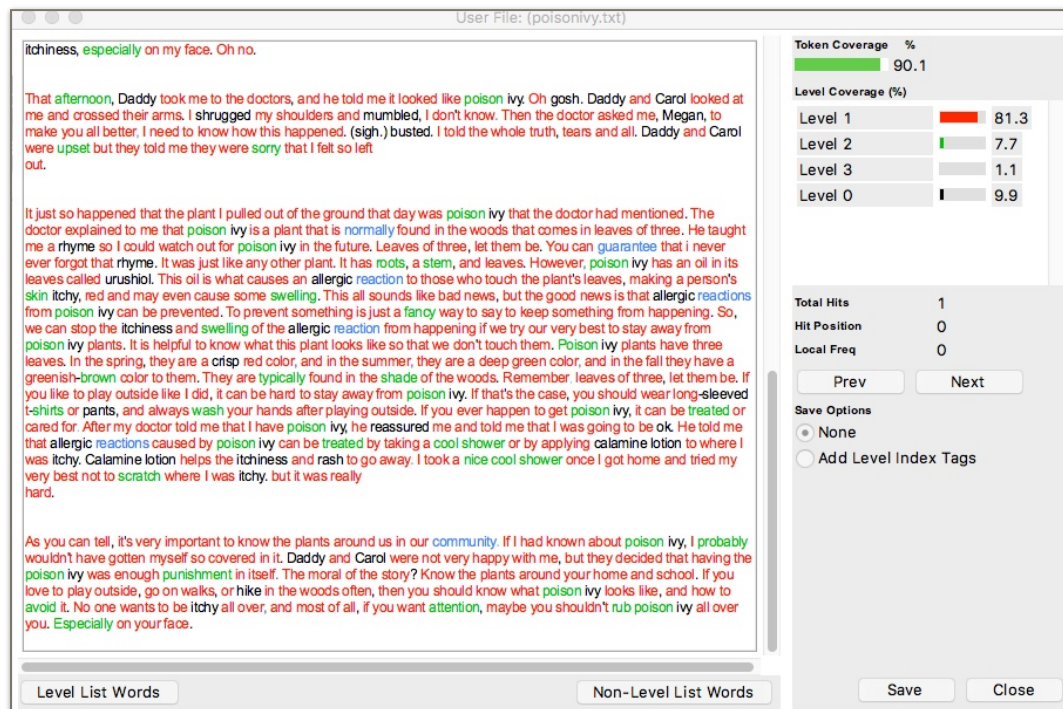 User File: (poisonivy.txt)
itchiness, especially on my face. Oh no.
That afternoon, Daddy took me to the doctors, and he told me it looked like poison ivy. Oh gosh. Daddy and Carol looked at
me and crossed their arms. I shrugged my shoulders and mumbled, I don't know. Then the doctor asked me, Megan, to
make you all better, I need to know how this happened. (sigh.) busted. I told the whole truth, tears and all. Daddy and Carol
were upset but they told me they were sorry that I felt so left
out.
It just so happened that the plant I pulled out of the ground that day was poison ivy that the doctor had mentioned. The
doctor explained to me that poison ivy is a plant that is normally found in the woods that comes in leaves of three. He taught
me a rhyme so I could watch out for poison ivy in the future. Leaves of three, let them be. You can guarantee that i never
ever forgot that rhyme. It was just like any other plant. It has roots, a stem, and leaves. However, poison ivy has an oil in its
leaves called urushiol. This oil is what causes an allergic reaction to those who touch the plant's leaves, making a person's
skin itchy, red and may even cause some swelling. This all sounds like bad news, but the good news is that allergic reactions
from poison ivy can be prevented. To prevent something is just a fancy way to say to keep something from happening. So,
we can stop the itchiness and swelling of the allergic reaction from happening if we try our very best to stay away from
poison ivy plants. It is helpful to know what this plant looks like so that we don't touch them. Poison ivy plants have three
leaves. In the spring, they are a crisp red color, and in the summer, they are a deep green color, and in the fall they have a
greenish-brown color to them. They are typically found in the shade of the woods. Remember, leaves of three, let them be. If
you like to play outside like I did, it can be hard to stay away from poison ivy. If that's the case, you should wear long-sleeved
t-shirts or pants, and always wash your hands after playing outside. If you ever happen to get poison ivy, it can be treated or
cared for. After my doctor told me that I have poison ivy, he reassured me and told me that I was going to be ok. He told me
that allergic reactions caused by poison ivy can be treated by taking a cool shower or by applying calamine lotion to where I
was itchy. Calamine lotion helps the itchiness and rash to go away. I took a nice cool shower once I got home and tried my
very best not to scratch where I was itchy. but it was really
hard.
As you can tell, it's very important to know the plants around us in our community. If I had known about poison ivy, I probably
wouldn't have gotten myself so covered in it. Daddy and Carol were not very happy with me, but they decided that having the
poison ivy was enough punishment in itself. The moral of the story? Know the plants around your home and school. If you
love to play outside, go on walks, or hike in the woods often, then you should know what poison ivy looks like, and how to
avoid it. No one wants to be itchy all over, and most of all, if you want attention, maybe you shouldn't rub poison ivy all over
you. Especially on your face.
Level List Words
Non-Level List Words
Token Coverage %
90.1
Level Coverage (%)
Level 1 81.3
Level 2 7.7
Level 3 1.1
Level 0 9.9
Total Hits 1
Hit Position 0
Local Freq 0
Prev Next
Save Options
None
Add Level Index Tags
Save Close